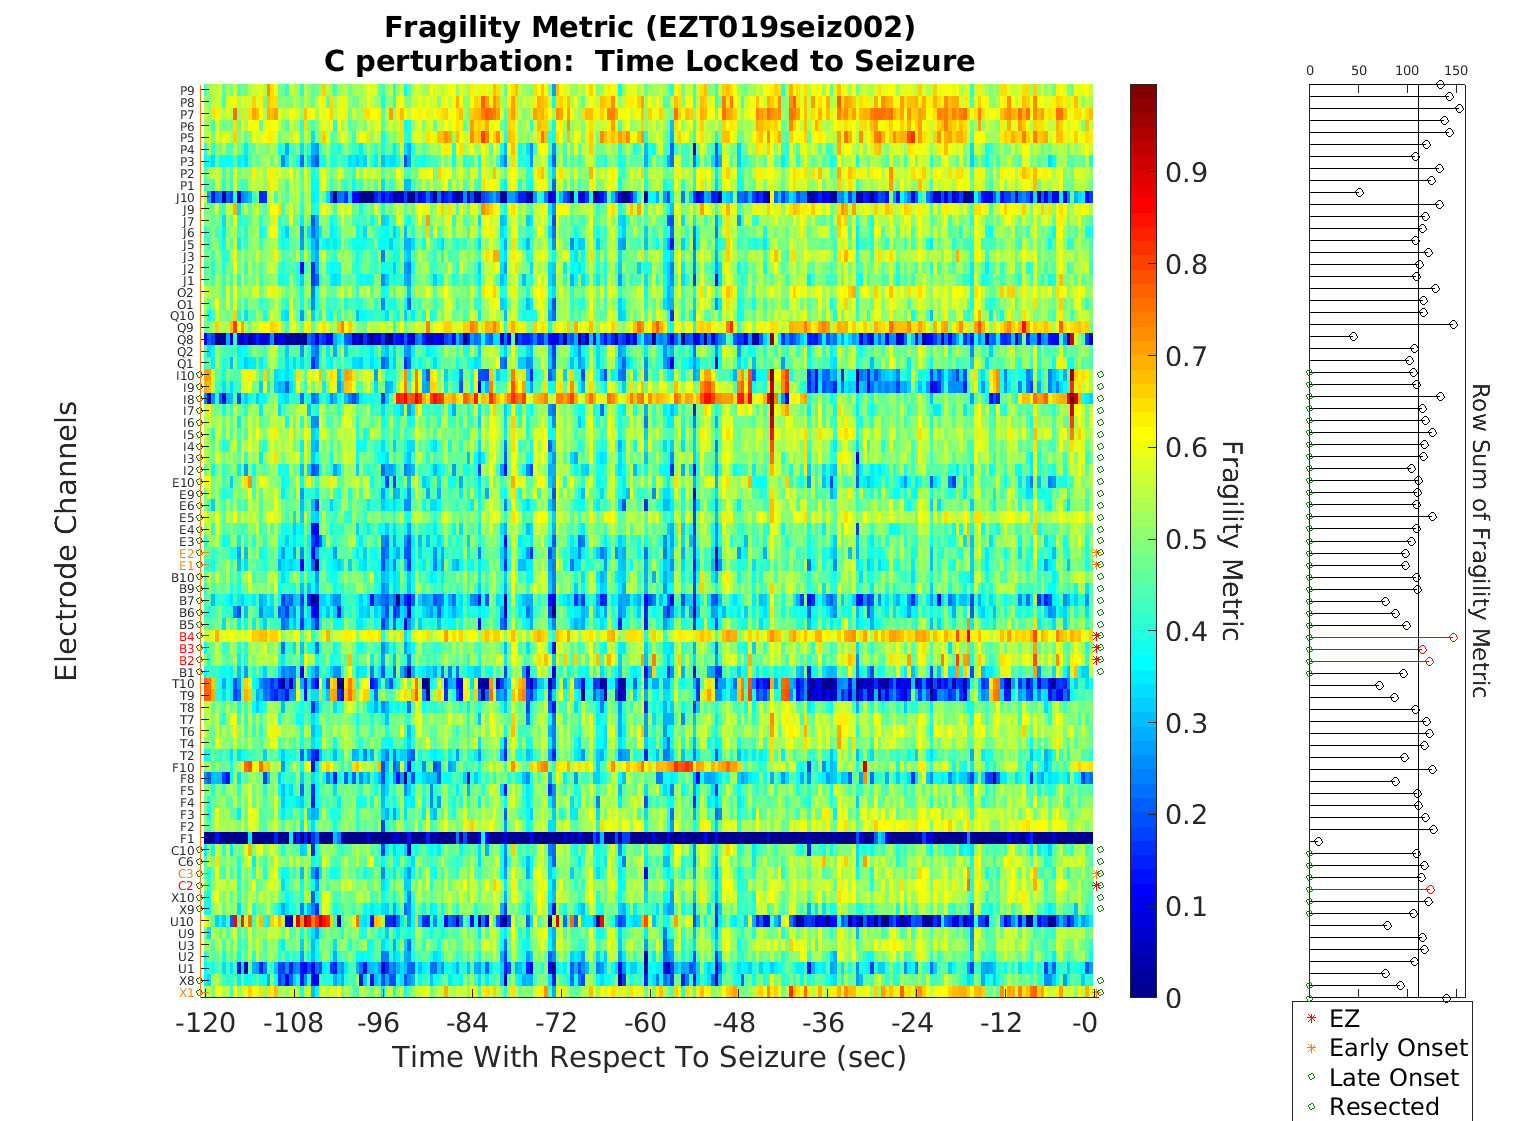 Fragility Metric (EZT019seiz002)
C perturbation:  Time Locked to Seizure
Electrode Channels
P9
P8
P7
P6
P5
P4
P3
P2
P1
J10
J9
J7
J6
J5
J3
J2
J1
O2
O1
Q10
Q9
Q8
Q2
Q1
I10
I9
I8
I7
I6
I5
I4
I3
I2
E10
E9
E6
E5
E4
E3
E2
E1
B10
B9
B7
B6
B5
B4
B3
B2
B1
T10
T9
T8
T7
T6
T4
T2
F10
F8
F5
F4
F3
F2
F1
C10
C6
C3
C2
X10
X9
U10
U9
U3
U2
U1
X8
X1
-120 -108 -96 -84 -72 -60 -48 -36 -24 -12 -0
Time With Respect To Seizure (sec)
0.9
0.8
0.7
0.6
0.5
0.4
0.3
0.2
0.1
0
Fragility Metric
0 50 100 150
Row Sum of Fragility Metric
EZ
Early Onset
Late Onset
Resected